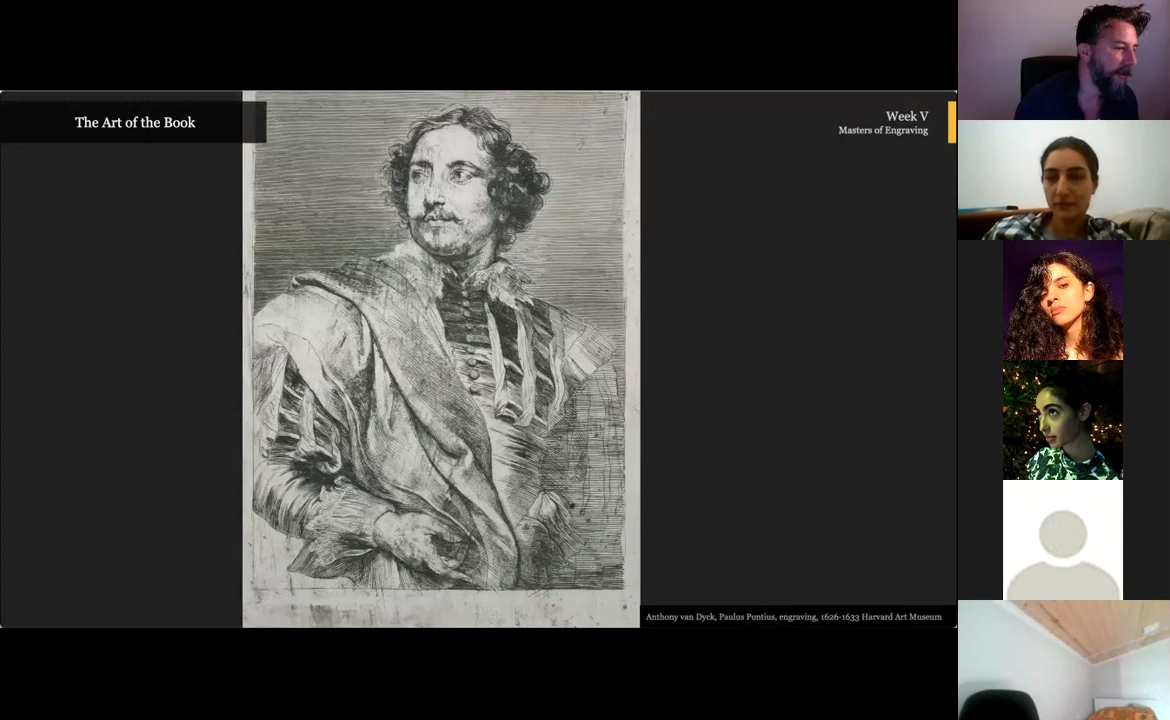 The Art of the Book
Week V
Masters of Engraving
Anthony van Dyck, Paulus Pontius, engraving, 1626-1633 Harvard Art Museum